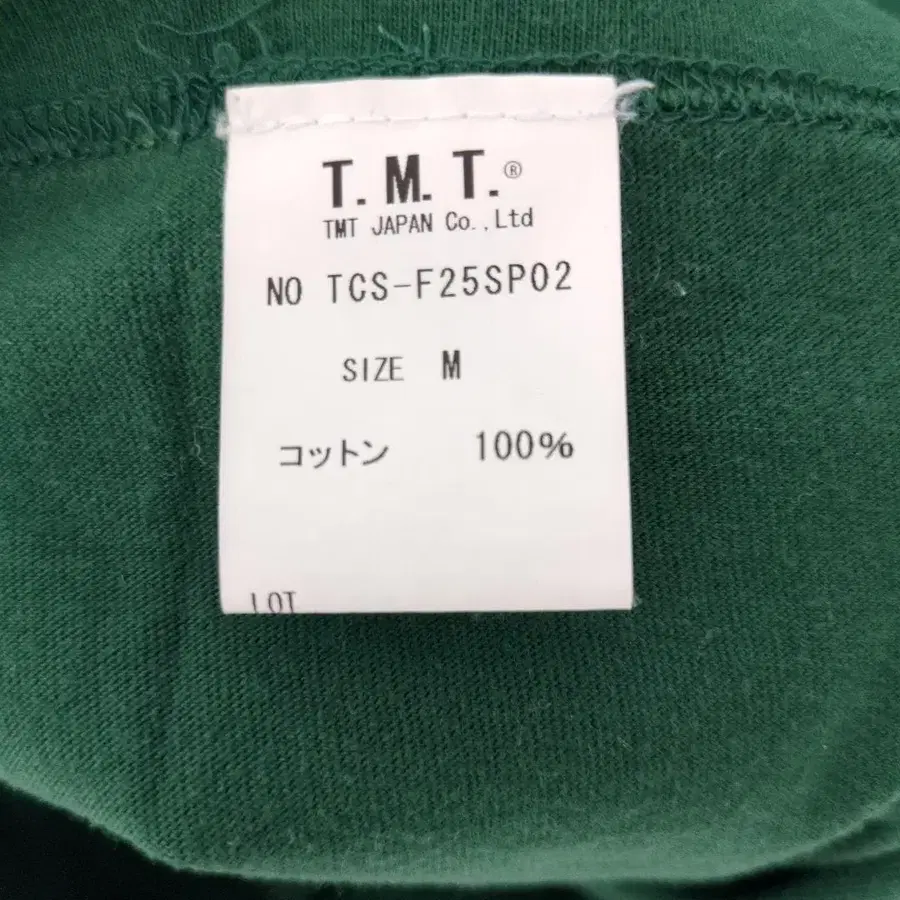 T. M. T.®
TMT JAPAN Co.,Ltd
NO TCS-F25SP02
SIZE M
コットン 100%
LOT